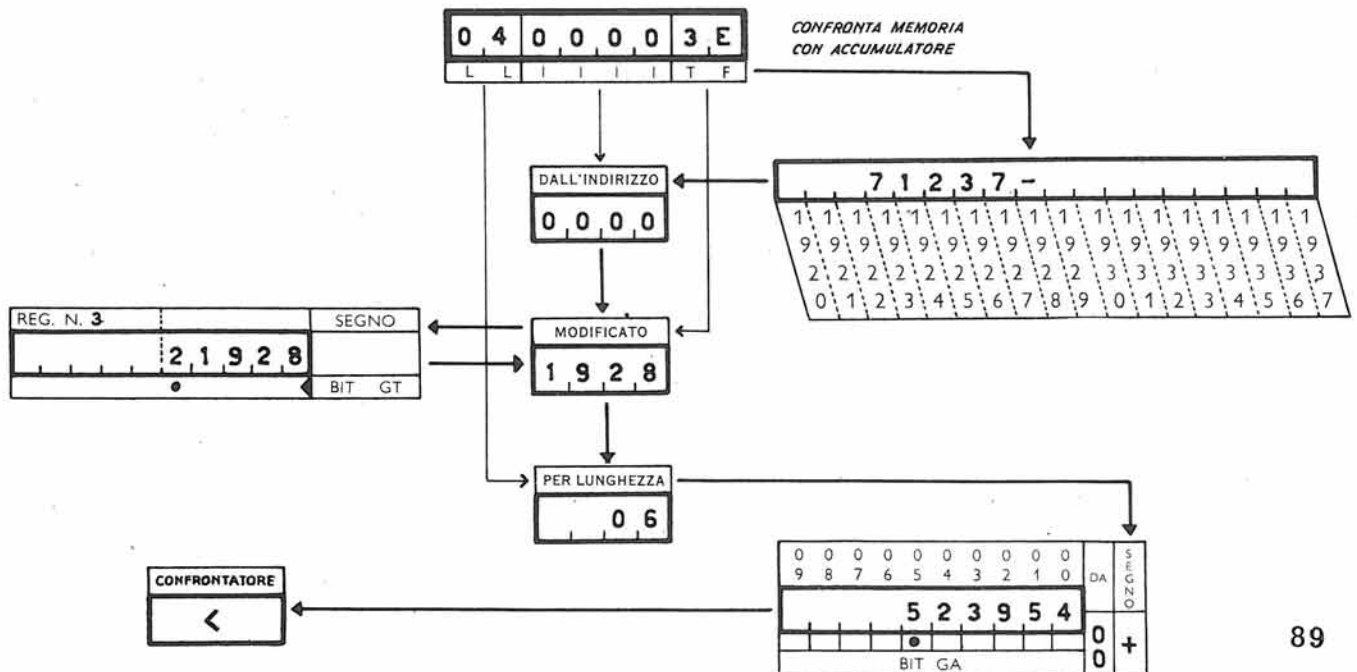 0 4 0 0 0 0 3 E
L L I I I I T F
CONFRONTA MEMORIA
CON ACCUMULATORE
DALL'INDIRIZZO
0 0 0 0
7 1 2 3 7 -
1 1 1 1 1 1 1 1 1 1 1 1 1 1 1 1 1 1
9 9 9 9 9 9 9 9 9 9 9 9 9 9 9 9 9 9
2 2 2 2 2 2 2 2 2 2 3 3 3 3 3 3 3 3
0 1 2 3 4 5 6 7 8 9 0 1 2 3 4 5 6 7
REG. N. 3 SEGNO
2 1 9 2 8
BIT GT
MODIFICATO
1 9 2 8
PER LUNGHEZZA
0 6
CONFRONTATORE
<
0 0 0 0 0 0 0 0 0 0
9 8 7 6 5 4 3 2 1 0 DA SEGNO
5 2 3 9 5 4
0 0 +
BIT GA
89